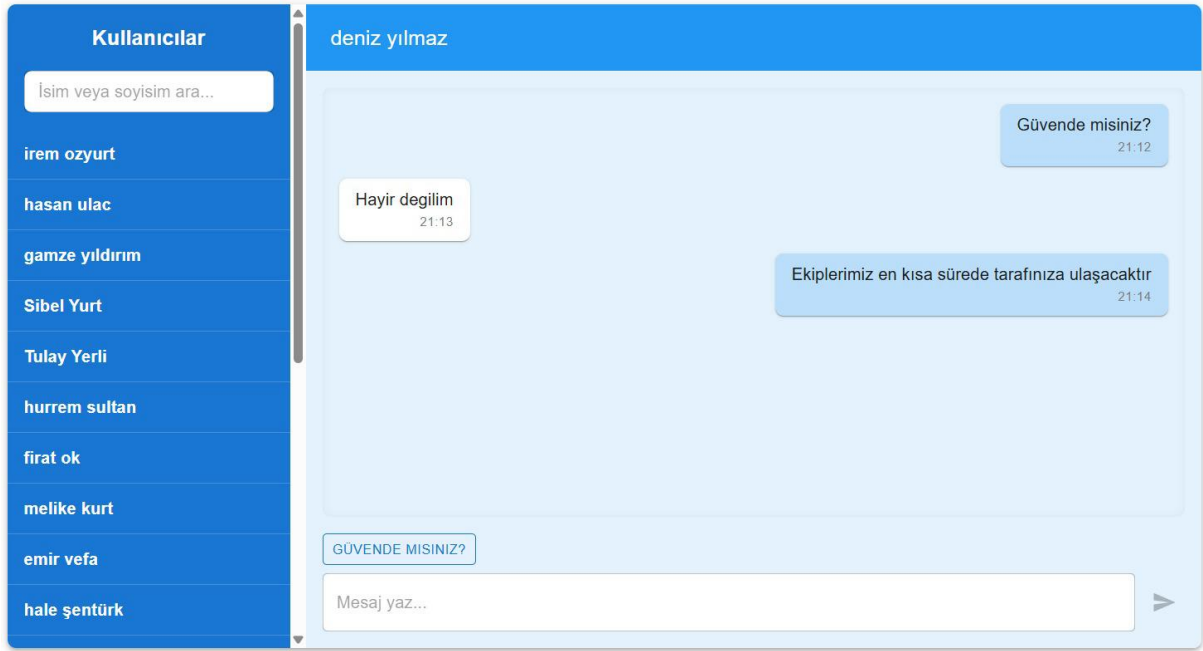 Kullanıcılar
İsim veya soyisim ara...
irem ozyurt
hasan ulac
gamze yıldırım
Sibel Yurt
Tulay Yerli
hurrem sultan
firat ok
melike kurt
emir vefa
hale şentürk
deniz yılmaz
Güvende misiniz?
21:12
Hayir degilim
21:13
Ekiplerimiz en kısa sürede tarafınıza ulaşacaktır
21:14
GÜVENDE MISINIZ?
Mesaj yaz...